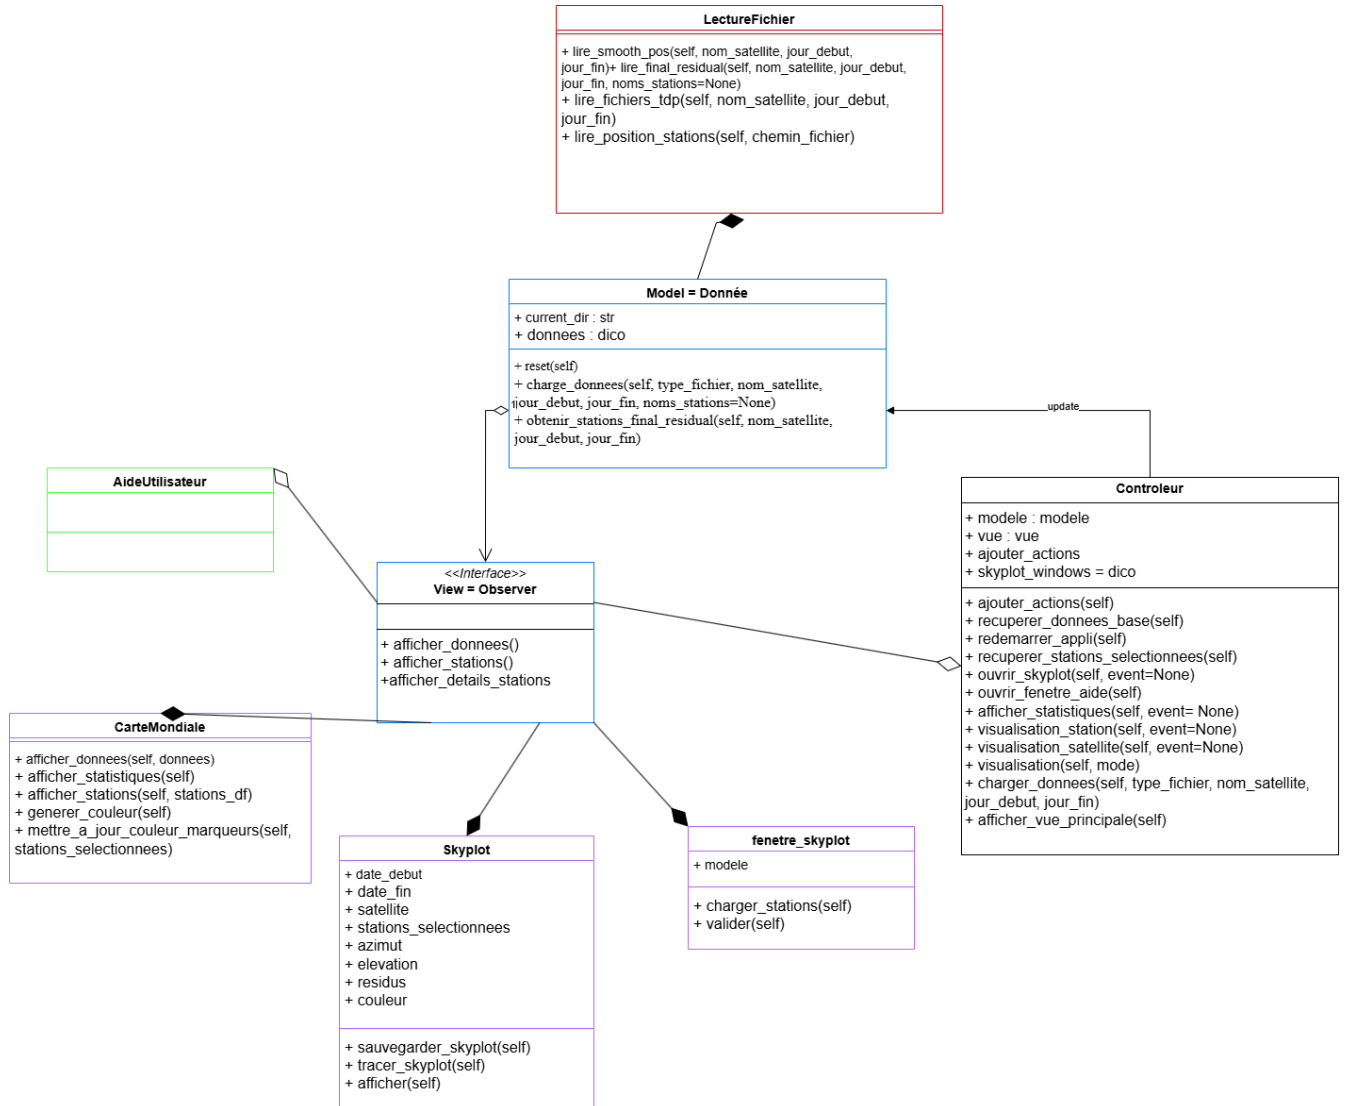 LectureFichier
+ lire_smooth_pos(self, nom_satellite, jour_debut,
jour_fin)+ lire_final_residual(self, nom_satellite, jour_debut,
jour_fin, noms_stations=None)
+ lire_fichiers_tdp(self, nom_satellite, jour_debut,
jour_fin)
+ lire_position_stations(self, chemin_fichier)
Model = Donnée
+ current_dir : str
+ donnees : dico
+ reset(self)
+ charge_donnees(self, type_fichier, nom_satellite,
jour_debut, jour_fin, noms_stations=None)
+ obtenir_stations_final_residual(self, nom_satellite,
jour_debut, jour_fin)
1
update
AideUtilisateur
Controleur
+ modele : modele
+ vue : vue
+ ajouter_actions
+ skyplot_windows = dico
+ ajouter_actions(self)
+ recuperer_donnees_base(self)
+ redemarrer_appli(self)
+ recuperer_stations_selectionnees(self)
+ ouvrir_skyplot(self, event=None)
+ ouvrir_fenetre_aide(self)
+ afficher_statistiques(self, event= None)
+ visualisation_station(self, event=None)
+ visualisation_satellite(self, event=None)
+ visualisation(self, mode)
+ charger_donnees(self, type_fichier, nom_satellite,
jour_debut, jour_fin)
+ afficher_vue_principale(self)
<<Interface>>
View = Observer
+ afficher_donnees()
+ afficher_stations()
+afficher_details_stations
CarteMondiale
+ afficher_donnees(self, donnees)
+ afficher_statistiques(self)
+ afficher_stations(self, stations_df)
+ generer_couleur(self)
+ mettre_a_jour_couleur_marqueurs(self,
stations_selectionnees)
Skyplot
+ date_debut
+ date_fin
+ satellite
+ stations_selectionnees
+ azimut
+ elevation
+ residus
+ couleur
+ sauvegarder_skyplot(self)
+ tracer_skyplot(self)
+ afficher(self)
fenetre_skyplot
+ modele
+ charger_stations(self)
+ valider(self)